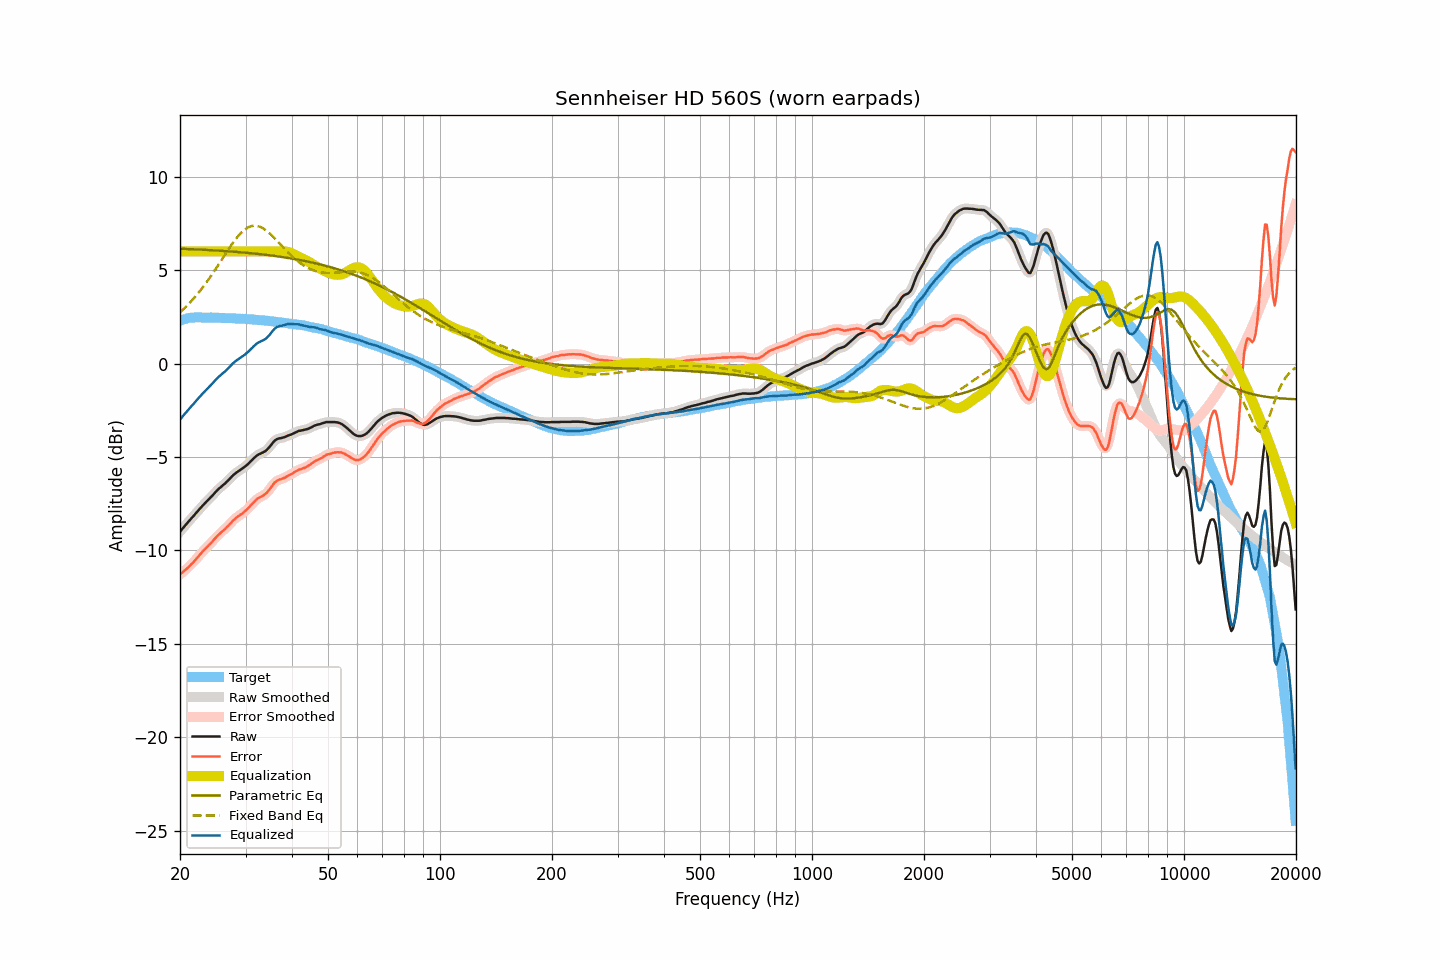 Sennheiser HD 560S (worn earpads)
Amplitude (dBr)
10
5
0
−5
−10
−15
−20
−25
Target
Raw Smoothed
Error Smoothed
Raw
Error
Equalization
Parametric Eq
Fixed Band Eq
Equalized
20 50 100 200 500 1000 2000 5000 10000 20000
Frequency (Hz)